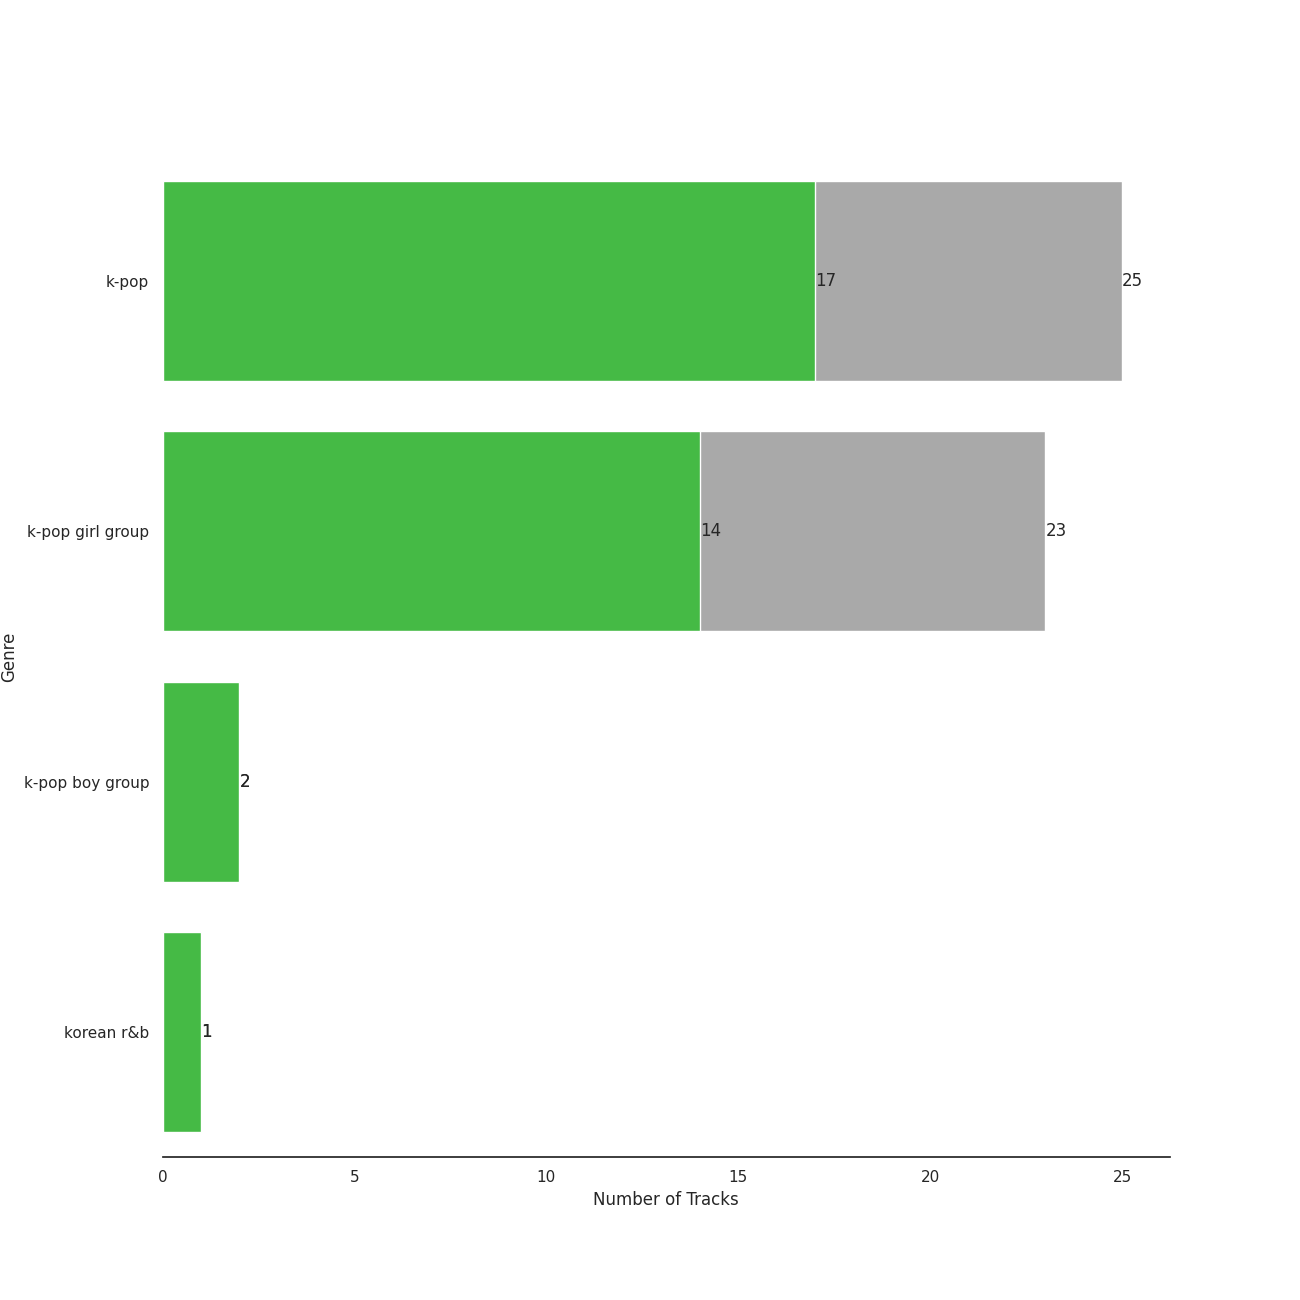 k-pop
17
25
k-pop girl group
14
23
Genre
k-pop boy group
2
korean r&b
1
0 5 10 15 20 25
Number of Tracks